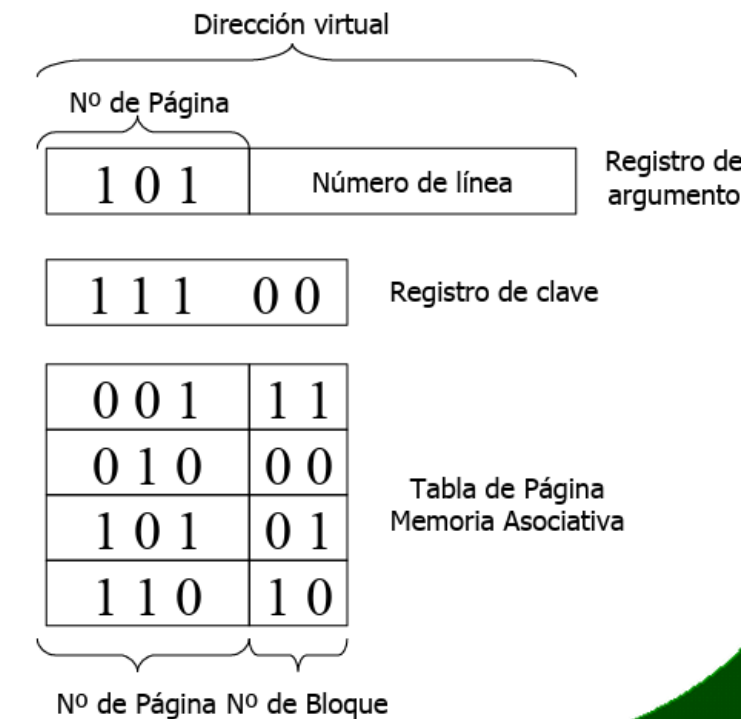 Dirección virtual
Nº de Página
1 0 1
Número de línea
Registro de
argumento
1 1 1 0 0
Registro de clave
0 0 1 1 1
0 1 0 0 0
1 0 1 0 1
1 1 0 1 0
Tabla de Página
Memoria Asociativa
Nº de Página Nº de Bloque